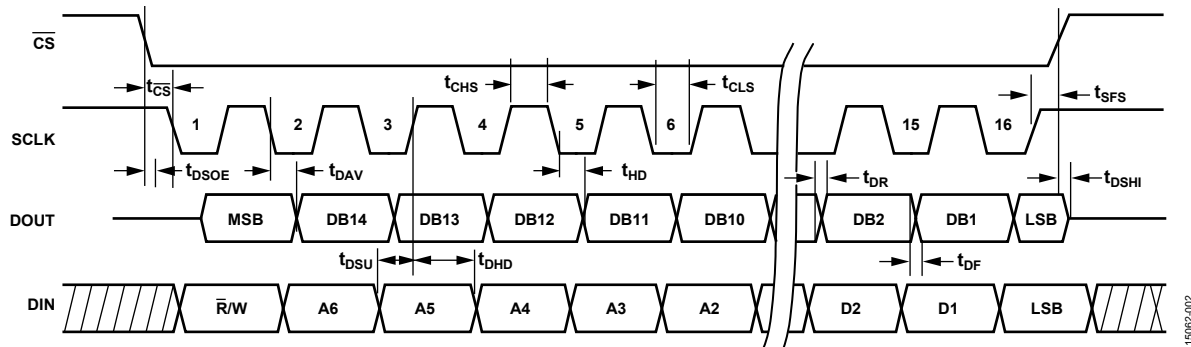 CS
tCS
tCHS
tCLS
tSFS
SCLK
1
2
3
4
5
6
15
16
tDSOE
tDAV
tHD
tDR
tDSHI
DOUT
MSB
DB14
DB13
DB12
DB11
DB10
DB2
DB1
LSB
tDSU
tDHD
tDF
DIN
R/W
A6
A5
A4
A3
A2
D2
D1
LSB
15062-002